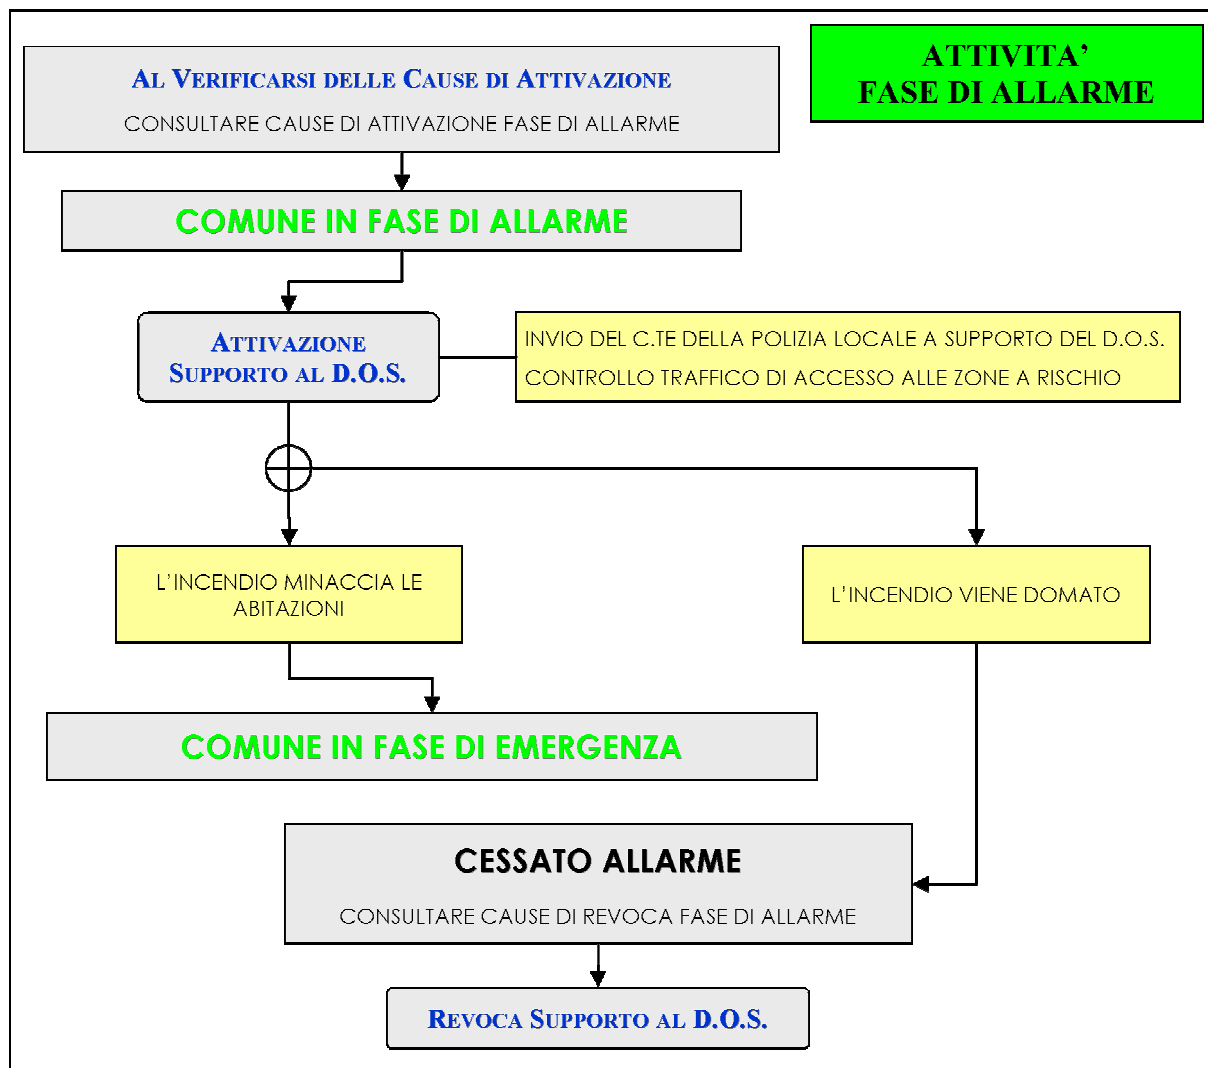 ATTIVITA'
FASE DI ALLARME
AL VERIFICARSI DELLE CAUSE DI ATTIVAZIONE
CONSULTARE CAUSE DI ATTIVAZIONE FASE DI ALLARME
COMUNE IN FASE DI ALLARME
ATTIVAZIONE
SUPPORTO AL D.O.S.
INVIO DEL C.TE DELLA POLIZIA LOCALE A SUPPORTO DEL D.O.S.
CONTROLLO TRAFFICO DI ACCESSO ALLE ZONE A RISCHIO
L'INCENDIO MINACCIA LE
ABITAZIONI
L'INCENDIO VIENE DOMATO
COMUNE IN FASE DI EMERGENZA
CESSATO ALLARME
CONSULTARE CAUSE DI REVOCA FASE DI ALLARME
REVOCA SUPPORTO AL D.O.S.